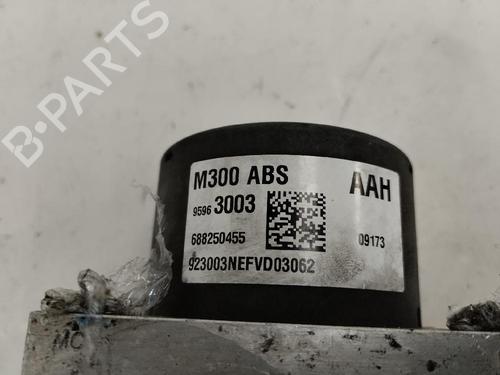 B-PARTS
M300 ABS AAH
9596 3003
688250455 09173
923003NEFVD03062
MC